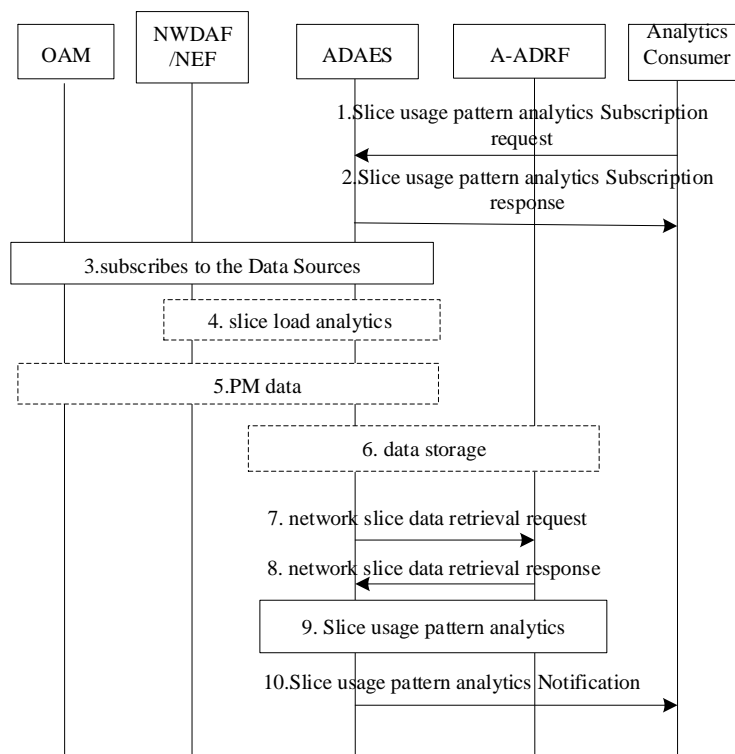 OAM
NWDAF
/NEF
ADAES
A-ADRF
Analytics
Consumer
1.Slice usage pattern analytics Subscription
request
2.Slice usage pattern analytics Subscription
response
3.subscribes to the Data Sources
4. slice load analytics
5.PM data
6. data storage
7. network slice data retrieval request
8. network slice data retrieval response
9. Slice usage pattern analytics
10.Slice usage pattern analytics Notification